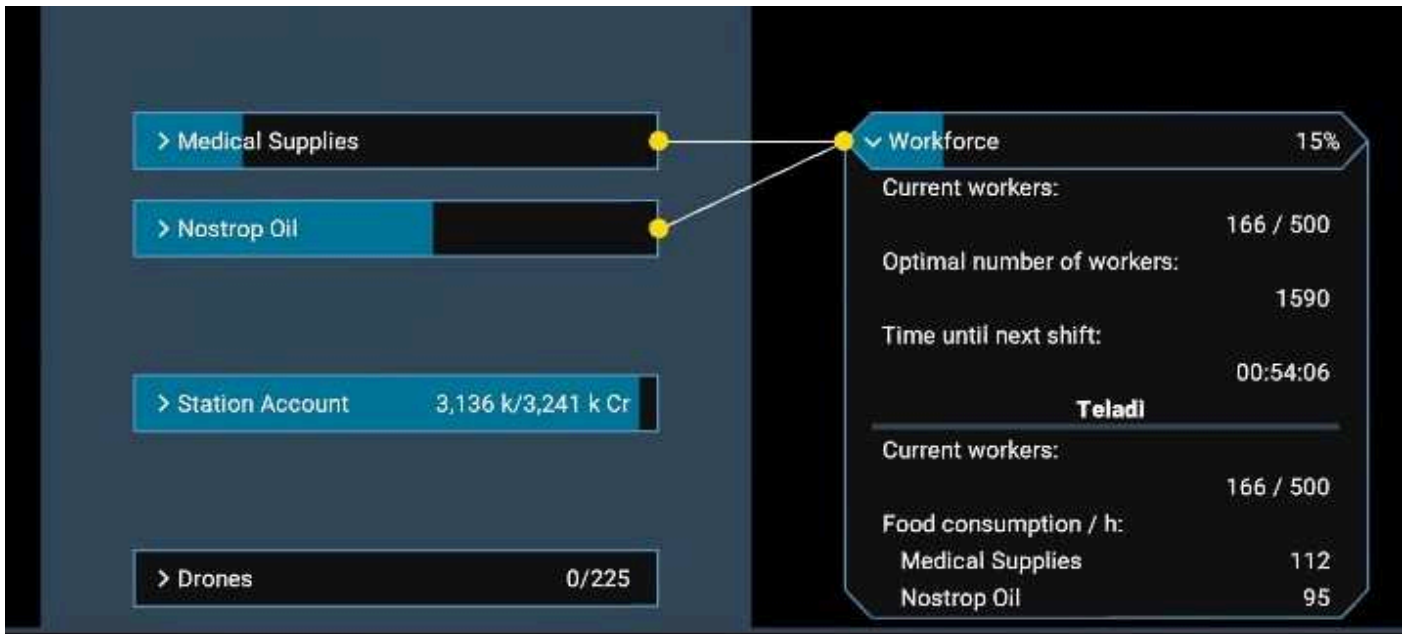 Medical Supplies
Nostrop Oil
Station Account 3,136 k/3,241 k Cr
Drones 0/225
Workforce 15%
Current workers:
166 / 500
Optimal number of workers:
1590
Time until next shift:
00:54:06
Teladi
Current workers:
166 / 500
Food consumption / h:
Medical Supplies 112
Nostrop Oil 95